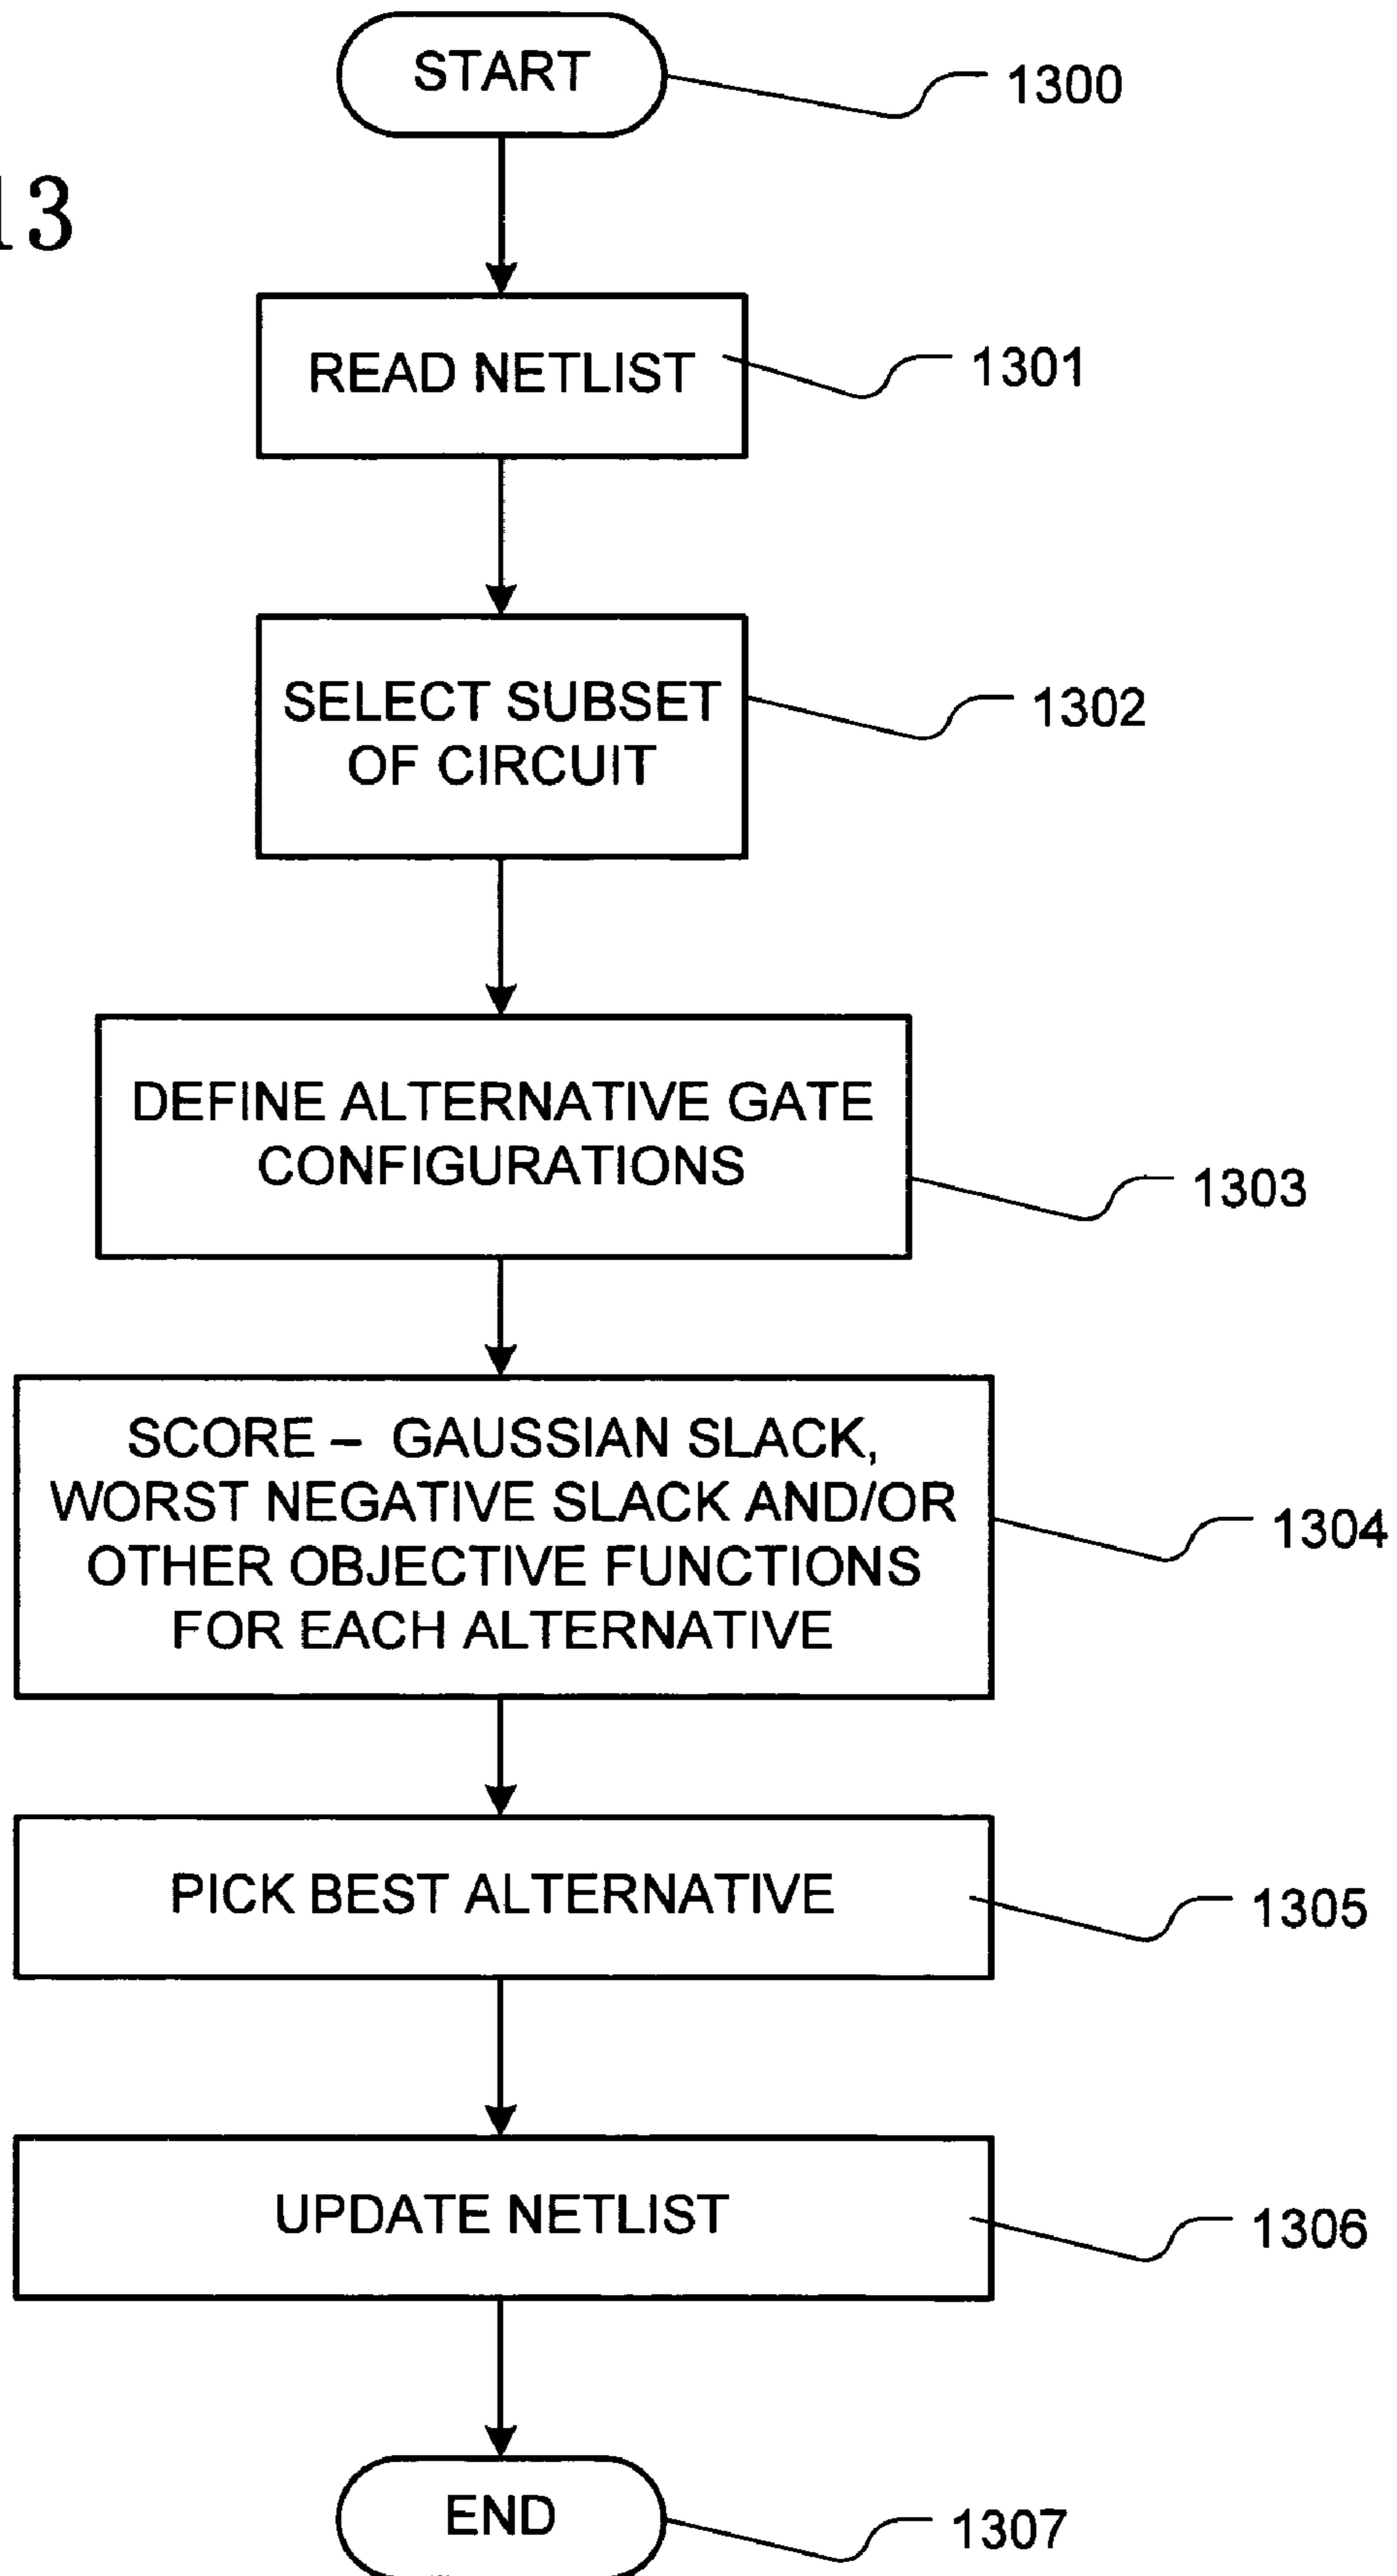 START
1300
13
READ NETLIST
1301
SELECT SUBSET
OF CIRCUIT
1302
DEFINE ALTERNATIVE GATE
CONFIGURATIONS
1303
SCORE – GAUSSIAN SLACK,
WORST NEGATIVE SLACK AND/OR
OTHER OBJECTIVE FUNCTIONS
FOR EACH ALTERNATIVE
1304
PICK BEST ALTERNATIVE
1305
UPDATE NETLIST
1306
END
1307